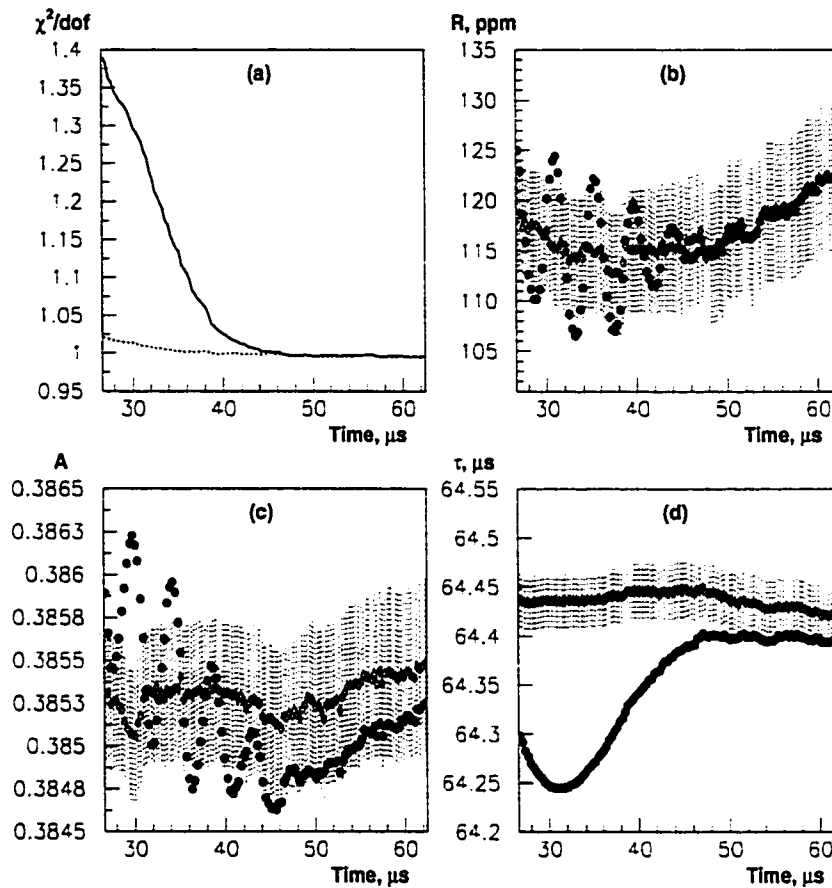 χ²/dof
(a)
1.4
1.35
1.3
1.25
1.2
1.15
1.1
1.05
1
0.95
30 40 50 60
Time, μs
R, ppm
(b)
135
130
125
120
115
110
105
30 40 50 60
Time, μs
A
(c)
0.3865
0.3863
0.386
0.3858
0.3855
0.3853
0.385
0.3848
0.3845
30 40 50 60
Time, μs
τ, μs
(d)
64.55
64.5
64.45
64.4
64.35
64.3
64.25
64.2
30 40 50 60
Time, μs